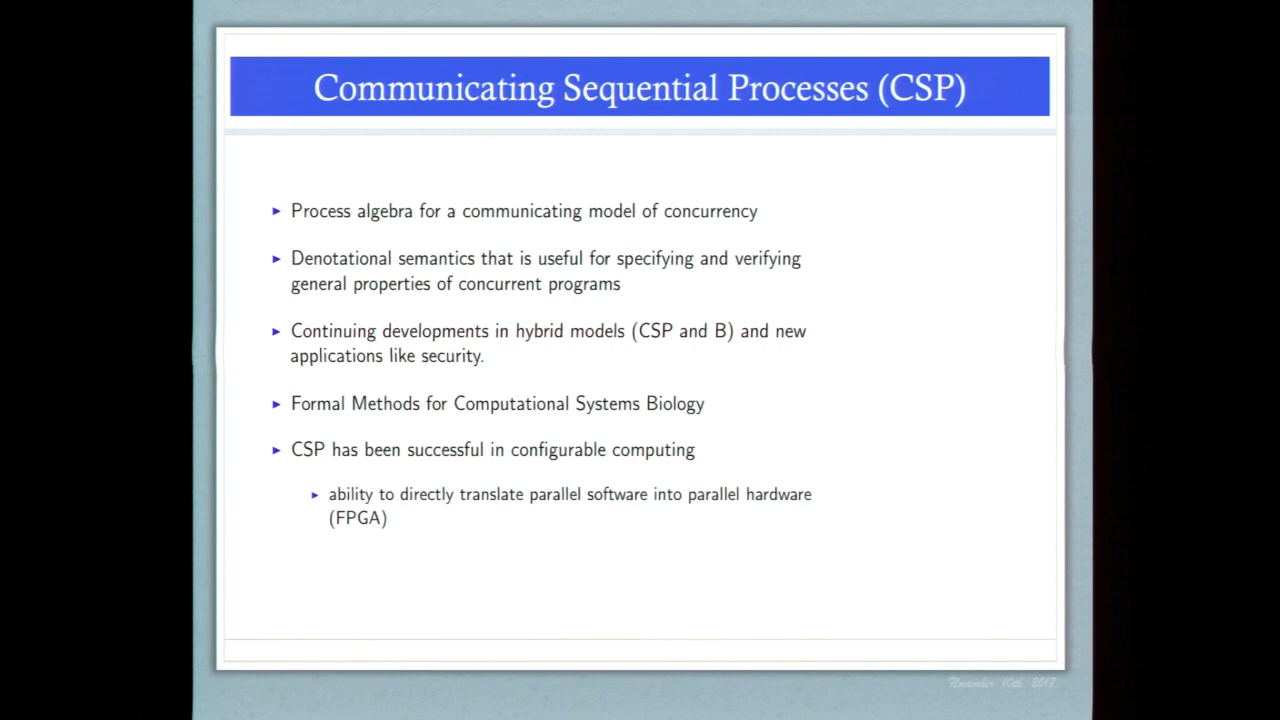 Communicating Sequential Processes (CSP)
Process algebra for a communicating model of concurrency
Denotational semantics that is useful for specifying and verifying
general properties of concurrent programs
Continuing developments in hybrid models (CSP and B) and new
applications like security.
Formal Methods for Computational Systems Biology
CSP has been successful in configurable computing
ability to directly translate parallel software into parallel hardware
(FPGA)
November 10th, 2017